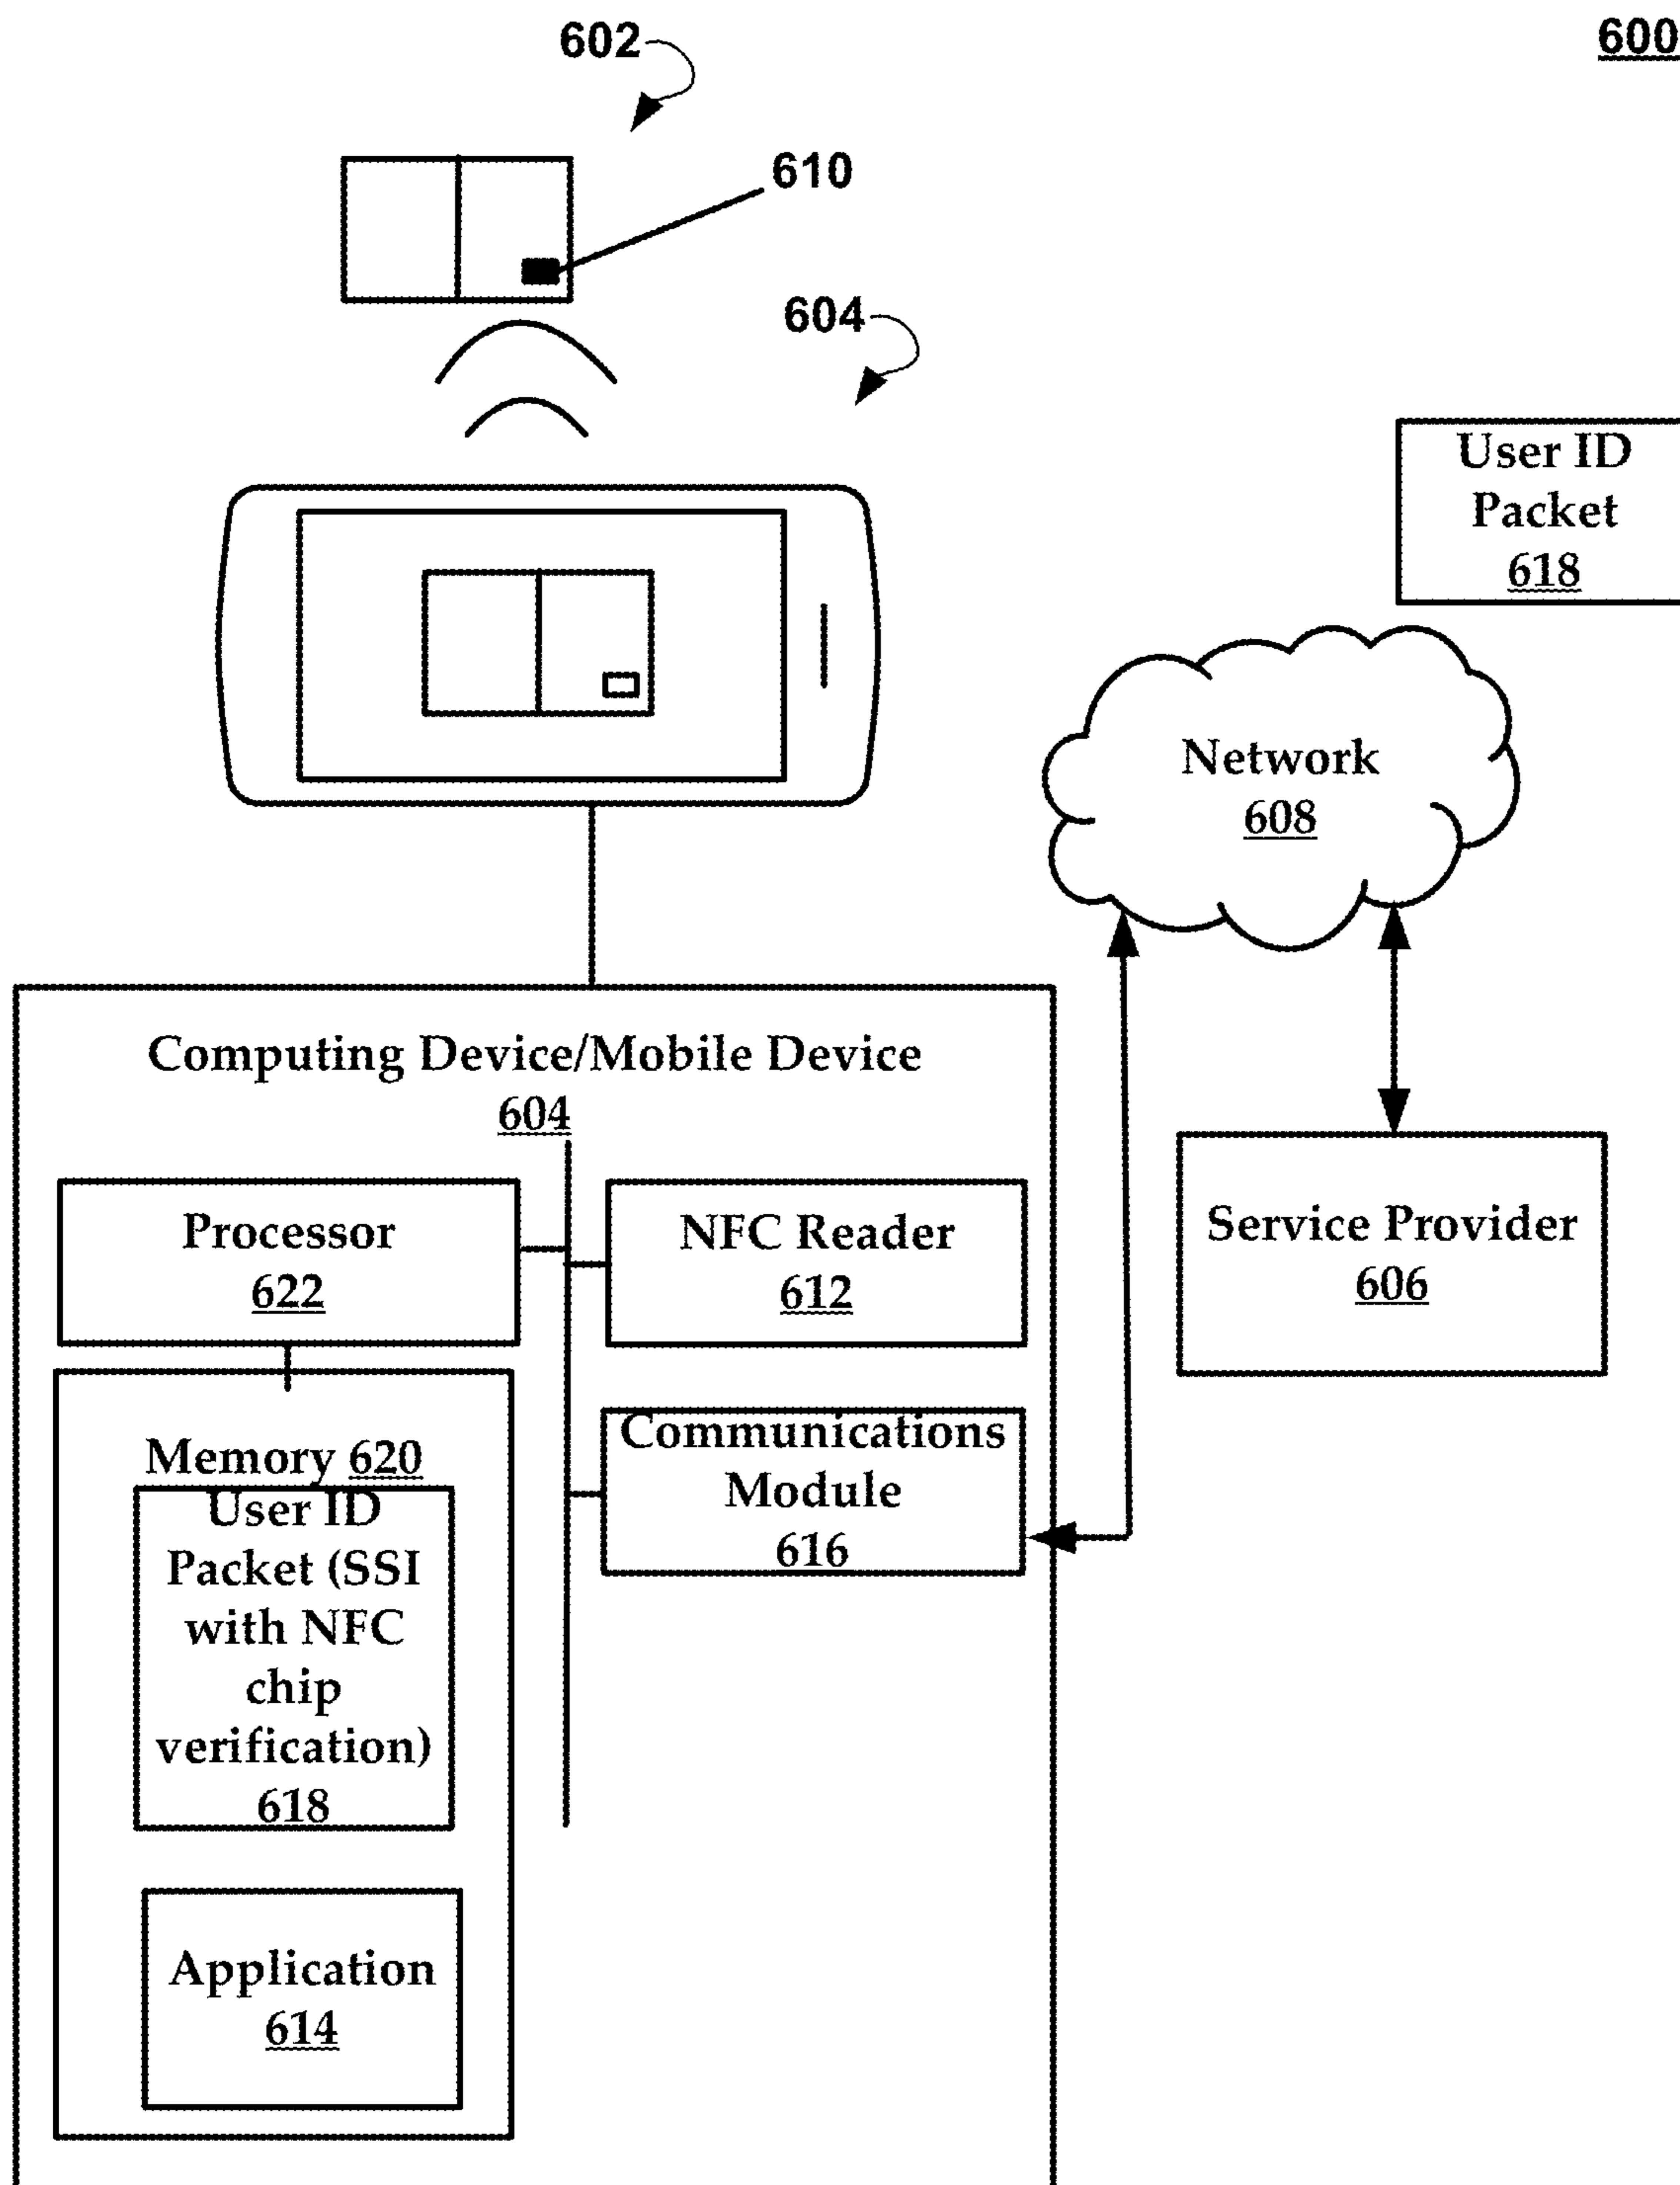 602
600
610
604
User ID
Packet
618
Network
608
Computing Device/Mobile Device
604
Processor
622
NFC Reader
612
Service Provider
606
Memory 620
User ID
Packet (SSI
with NFC
chip
verification)
618
Communications
Module
616
Application
614